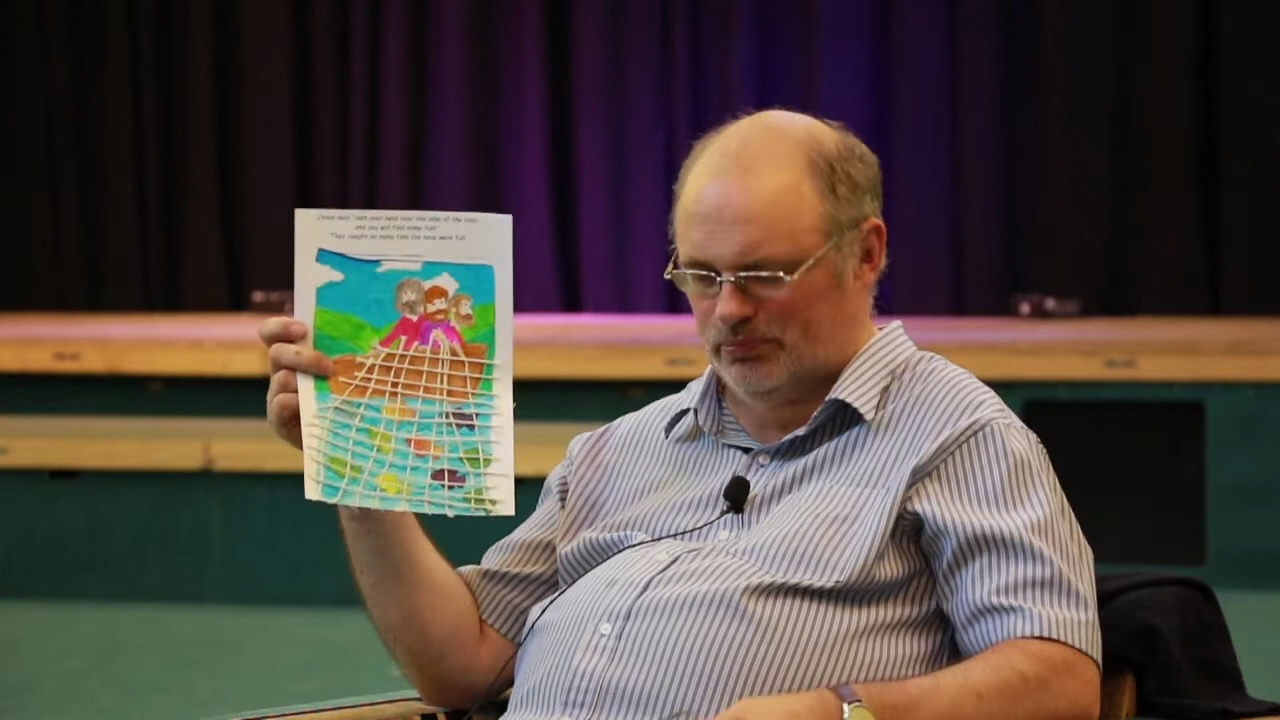 Jesus said "cast your nets over the side of the boat
and you will find some fish"
"They caught so many fish the nets were full